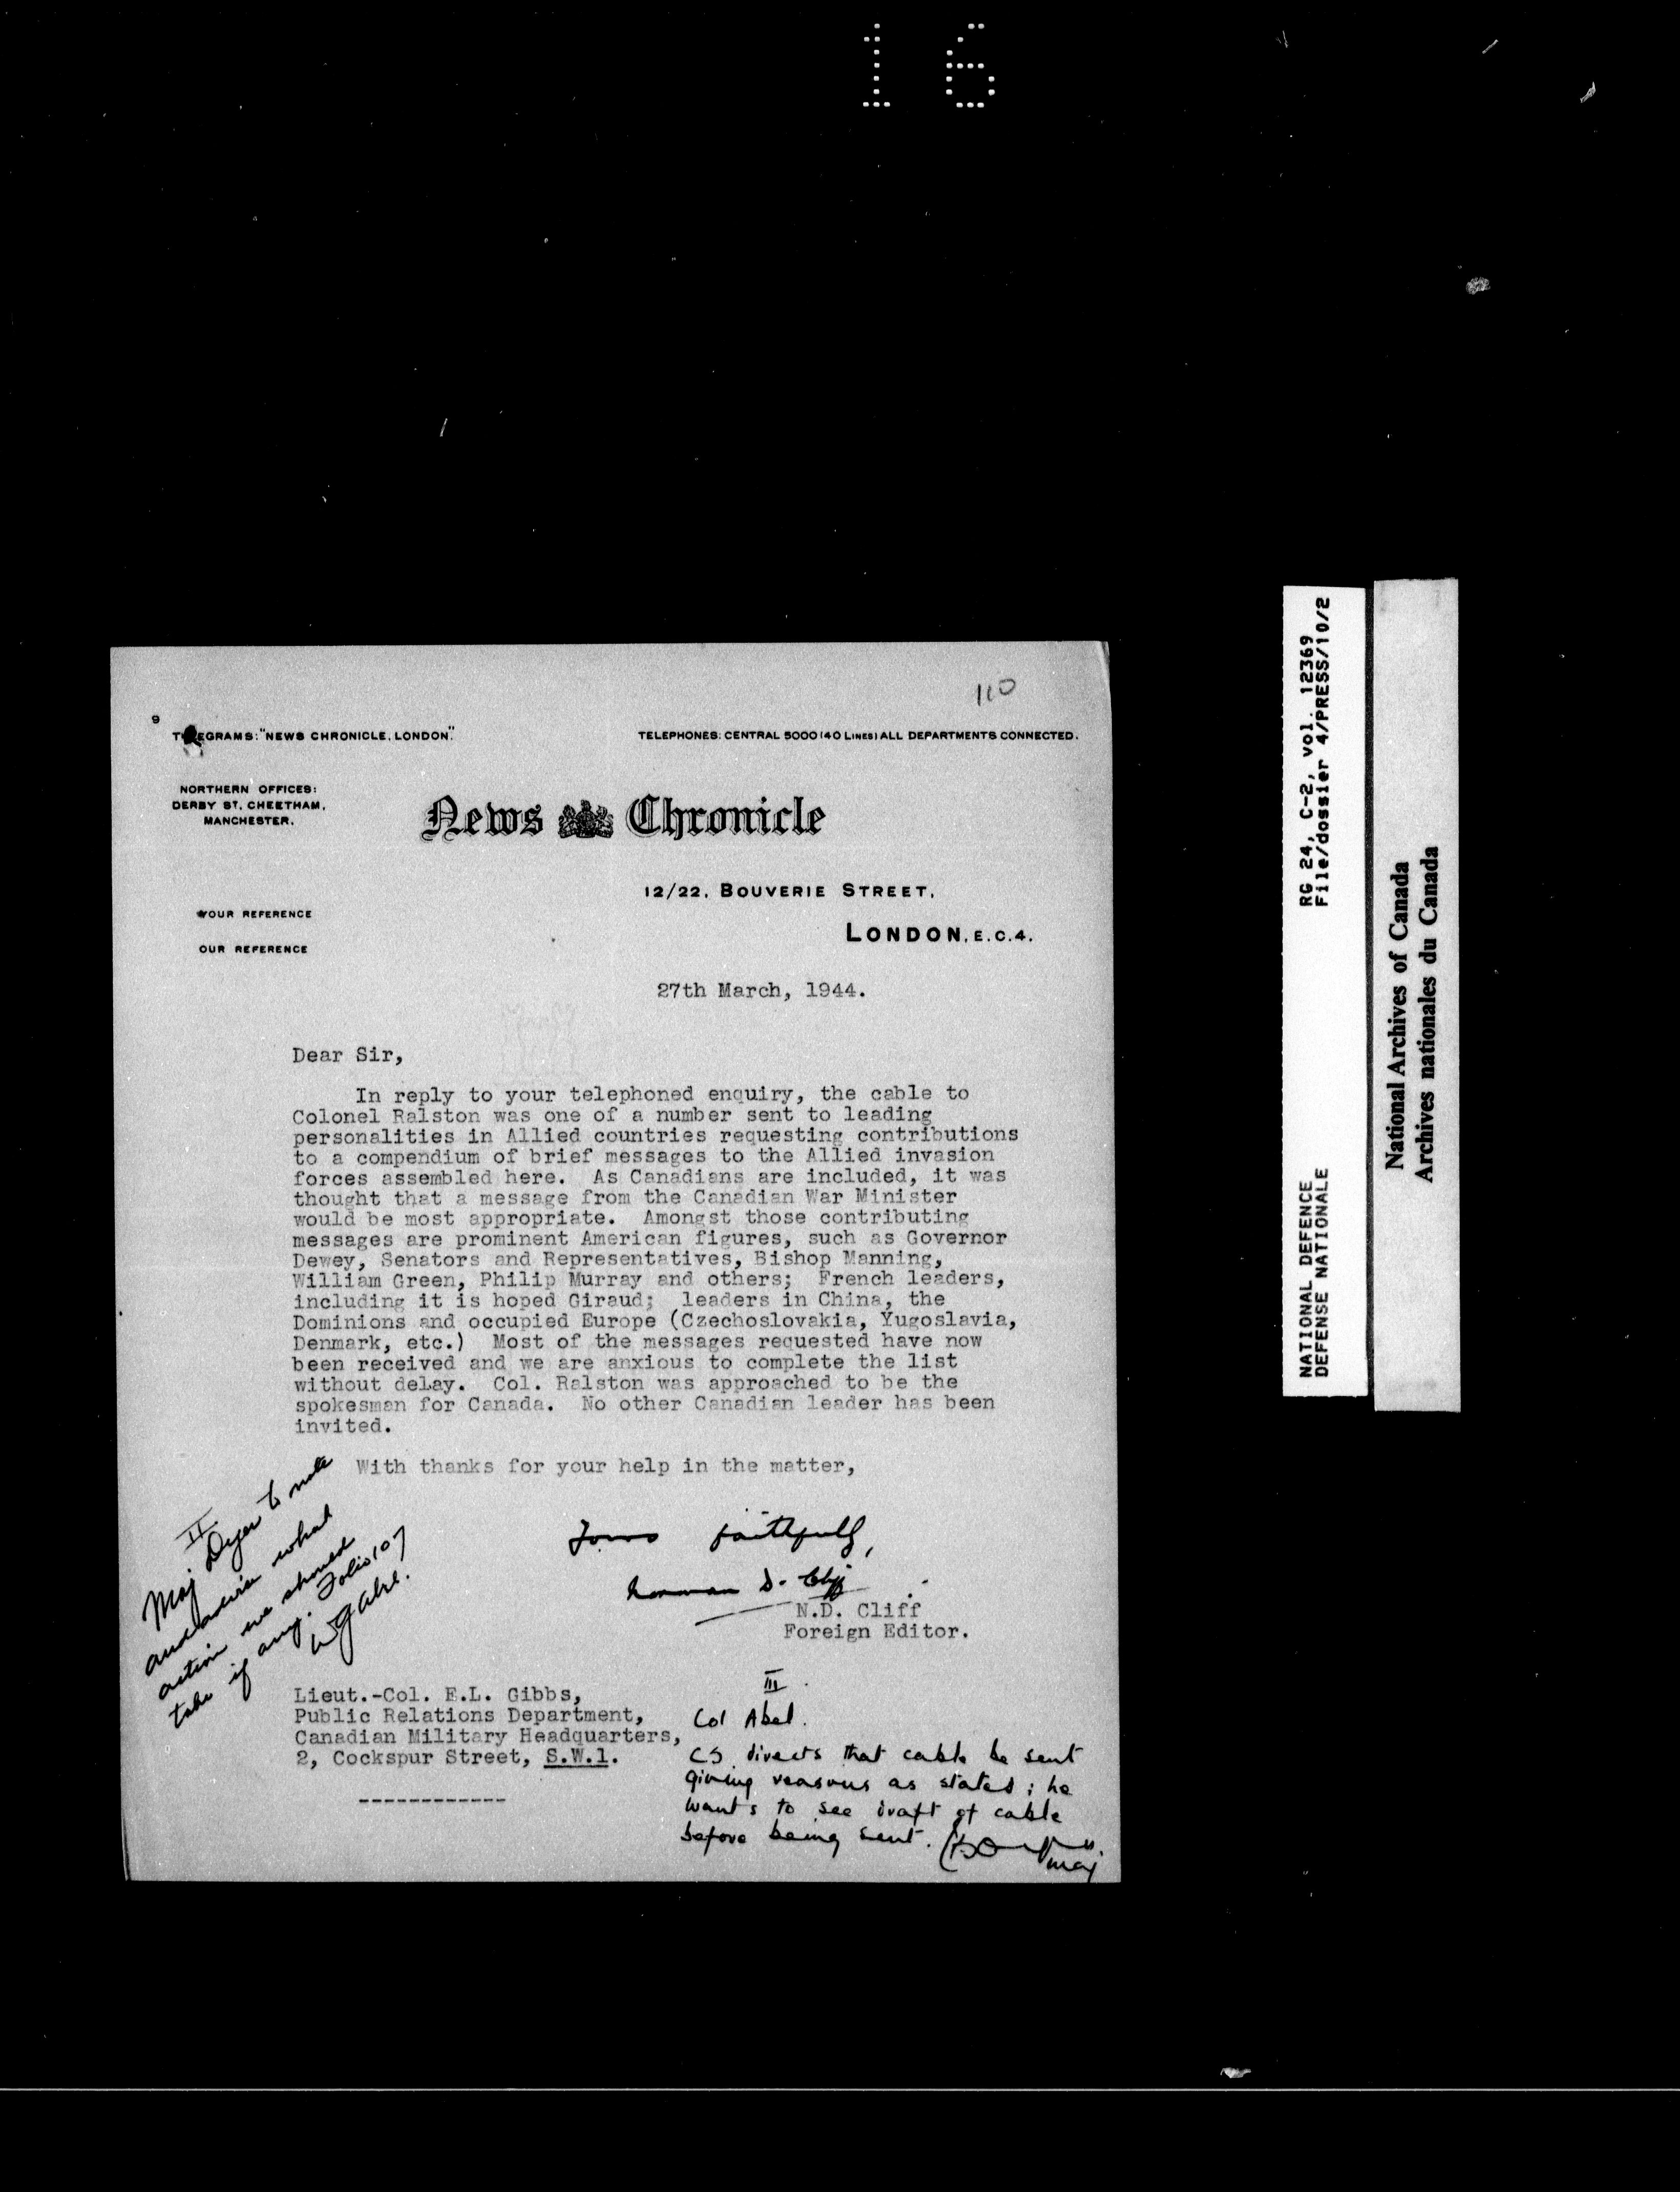 16
110
9
TELEGRAMS: "NEWS CHRONICLE, LONDON."
TELEPHONES: CENTRAL 5000 (40 LINES) ALL DEPARTMENTS CONNECTED.
NORTHERN OFFICES:
DERBY ST. CHEETHAM,
MANCHESTER.
News Chronicle
12/22, BOUVERIE STREET,
LONDON, E.C.4.
YOUR REFERENCE
OUR REFERENCE
27th March, 1944.
Dear Sir,
In reply to your telephoned enquiry, the cable to
Colonel Ralston was one of a number sent to leading
personalities in Allied countries requesting contributions
to a compendium of brief messages to the Allied invasion
forces assembled here. As Canadians are included, it was
thought that a message from the Canadian War Minister
would be most appropriate. Amongst those contributing
messages are prominent American figures, such as Governor
Dewey, Senators and Representatives, Bishop Manning,
William Green, Philip Murray and others; French leaders,
including it is hoped Giraud; leaders in China, the
Dominions and occupied Europe (Czechoslovakia, Yugoslavia,
Denmark, etc.) Most of the messages requested have now
been received and we are anxious to complete the list
without delay. Col. Ralston was approached to be the
spokesman for Canada. No other Canadian leader has been
invited.
With thanks for your help in the matter,
Yours faithfully,
Norman D. Cliff
N.D. Cliff
Foreign Editor.
II
Maj Dyer to note
and advise what
action we should
take if any. Folio 107
Lieut.-Col. E.L. Gibbs,
Public Relations Department,
Canadian Military Headquarters,
2, Cockspur Street, S.W.1.
------------
III
Col Abel.
CS directs that cable be sent
giving reasons as stated; he
wants to see draft of cable
before being sent.
Maj
RG 24, C-2, vol. 12369
File/dossier 4/PRESS/10/2
NATIONAL DEFENCE
DEFENSE NATIONALE
National Archives of Canada
Archives nationales du Canada